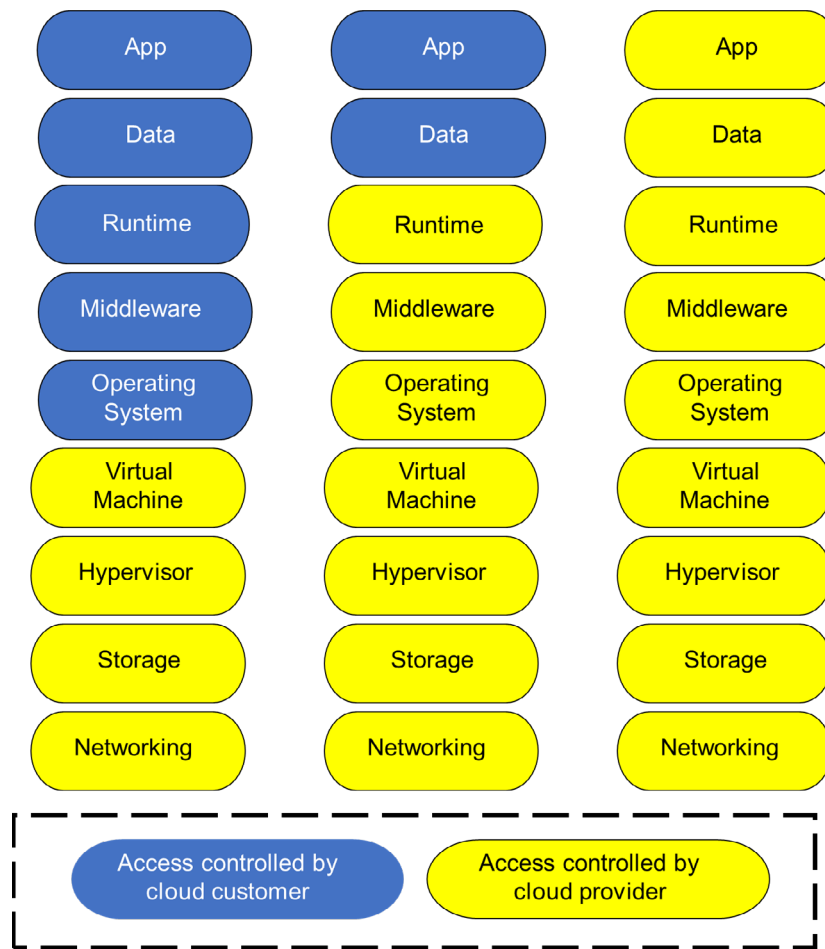 App
App
App
Data
Data
Data
Runtime
Runtime
Runtime
Middleware
Middleware
Middleware
Operating
System
Operating
System
Operating
System
Virtual
Machine
Virtual
Machine
Virtual
Machine
Hypervisor
Hypervisor
Hypervisor
Storage
Storage
Storage
Networking
Networking
Networking
Access controlled by
cloud customer
Access controlled by
cloud provider